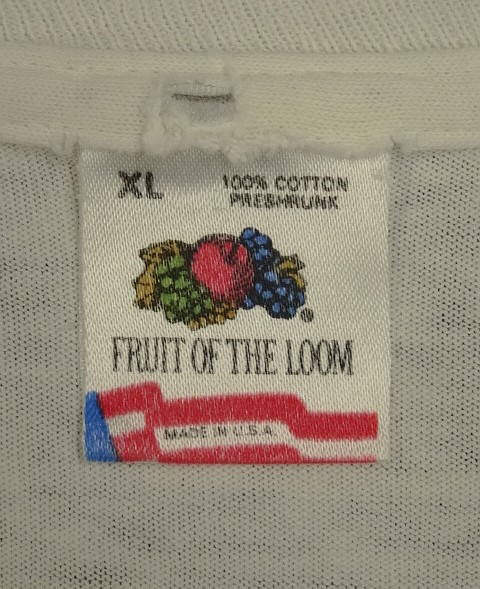 XL
100% COTTON
PRESHRUNK
®
FRUIT OF THE LOOM
MADE IN U.S.A.